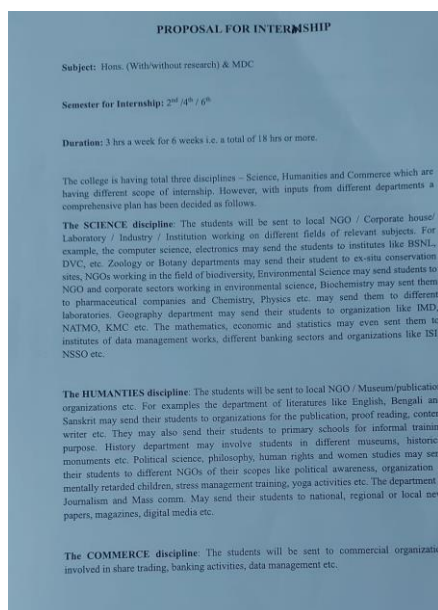 PROPOSAL FOR INTERNSHIP
Subject: Hons. (With/without research) & MDC
Semester for Internship: 2nd /4th / 6th
Duration: 3 hrs a week for 6 weeks i.e. a total of 18 hrs or more.
The college is having total three disciplines – Science, Humanities and Commerce which are
having different scope of internship. However, with inputs from different departments a
comprehensive plan has been decided as follows.
The SCIENCE discipline: The students will be sent to local NGO / Corporate house/
Laboratory / Industry / Institution working on different fields of relevant subjects. For
example, the computer science, electronics may send the students to institutes like BSNL,
DVC, etc. Zoology or Botany departments may send their student to ex-situ conservation
sites, NGOs working in the field of biodiversity, Environmental Science may send students to
NGO and corporate sectors working in environmental science, Biochemistry may sent them
to pharmaceutical companies and Chemistry, Physics etc. may send them to different
laboratories. Geography department may send their students to organization like IMD,
NATMO, KMC etc. The mathematics, economic and statistics may even sent them to
institutes of data management works, different banking sectors and organizations like ISI
NSSO etc.
The HUMANTIES discipline: The students will be sent to local NGO / Museum/publicatio
organizations etc. For examples the department of literatures like English, Bengali an
Sanskrit may send their students to organizations for the publication, proof reading, conten
writer etc. They may also send their students to primary schools for informal trainin
purpose. History department may involve students in different museums, historic
monuments etc. Political science, philosophy, human rights and women studies may sen
their students to different NGOs of their scopes like political awareness, organization
mentally retarded children, stress management training, yoga activities etc. The department
Journalism and Mass comm. May send their students to national, regional or local ne
papers, magazines, digital media etc.
The COMMERCE discipline: The students will be sent to commercial organizatio
involved in share trading, banking activities, data management etc.